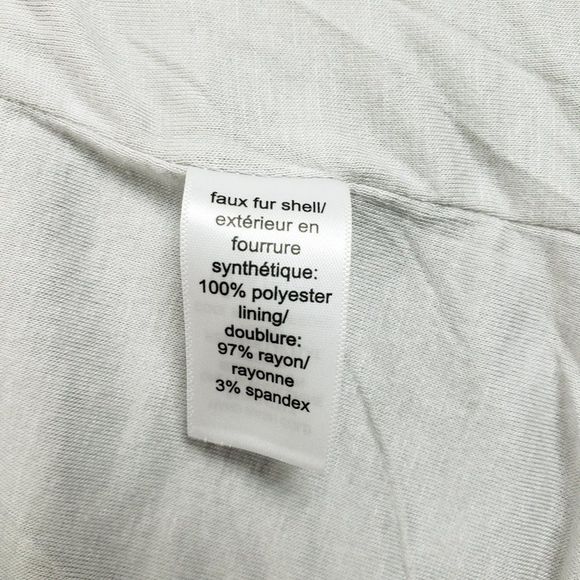 faux fur shell/
extérieur en
fourrure
synthétique:
100% polyester
lining/
doublure:
97% rayon/
rayonne
3% spandex